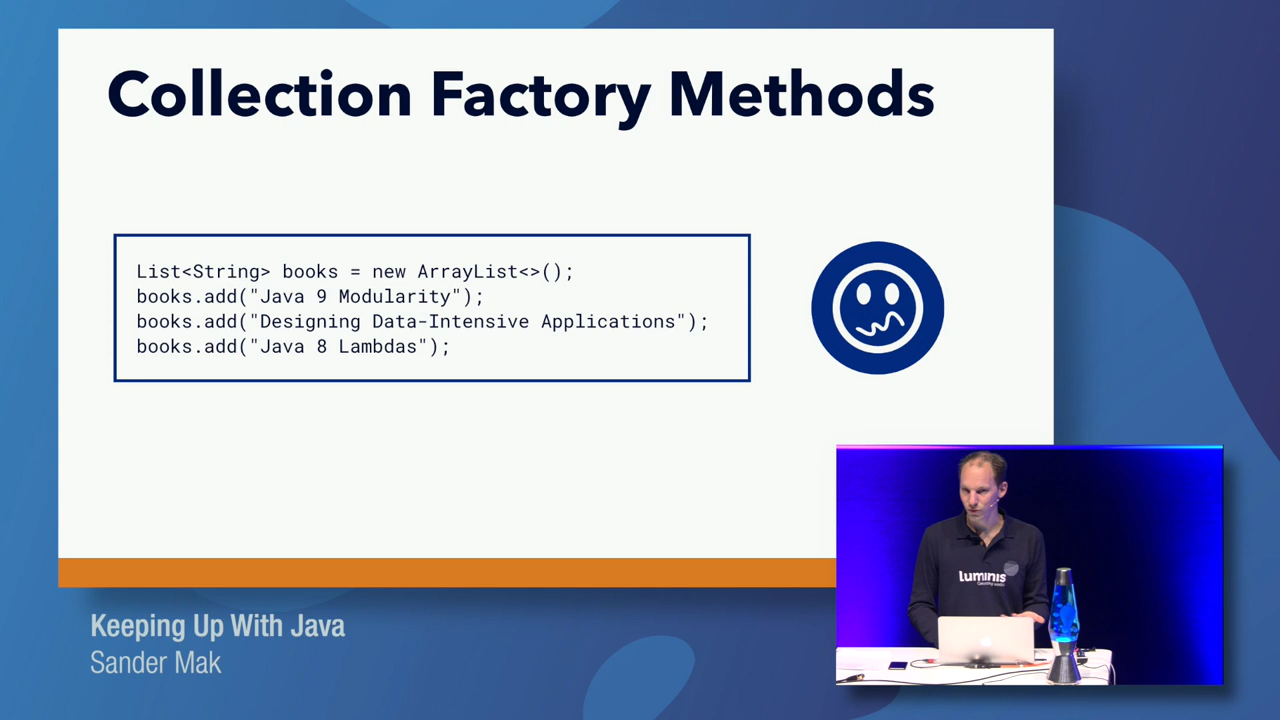 Collection Factory Methods
List<String> books = new ArrayList<>();
books.add("Java 9 Modularity");
books.add("Designing Data-Intensive Applications");
books.add("Java 8 Lambdas");
luminis
Keeping Up With Java
Sander Mak